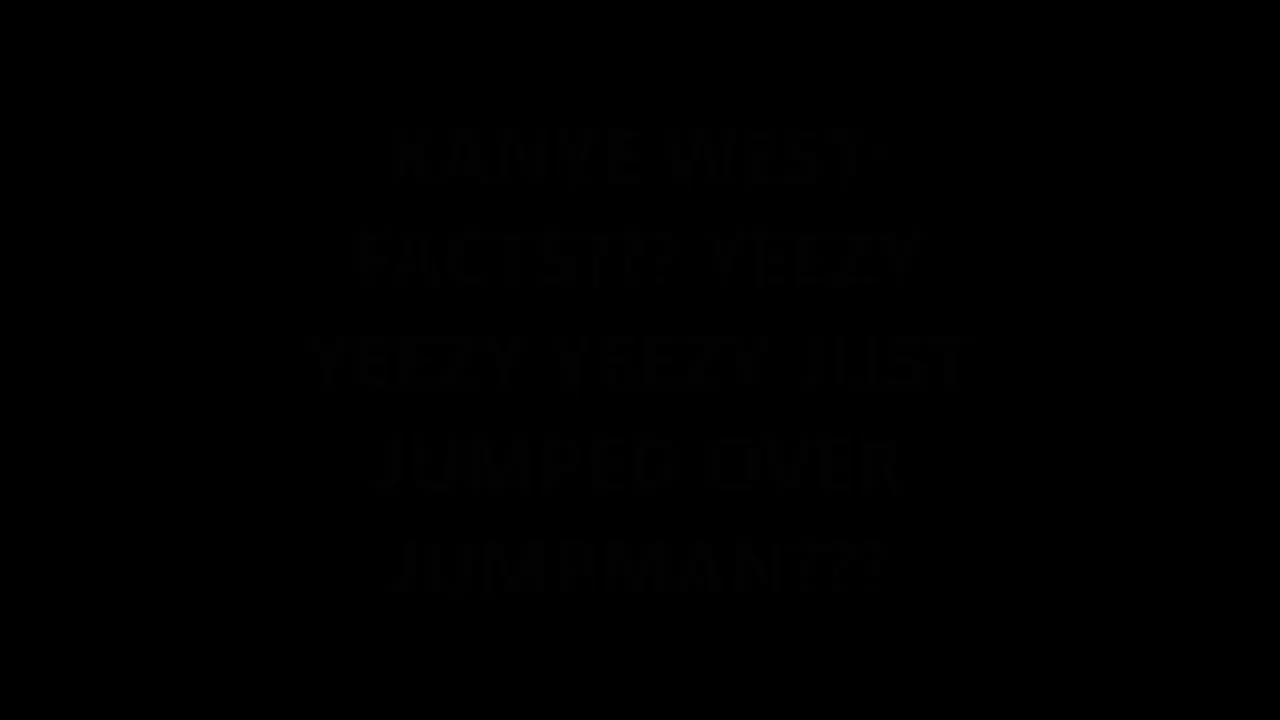 KANYE WEST-
FACTS??? YEEZY
YEEZY YEEZY JUST
JUMPED OVER
JUMPMAN???